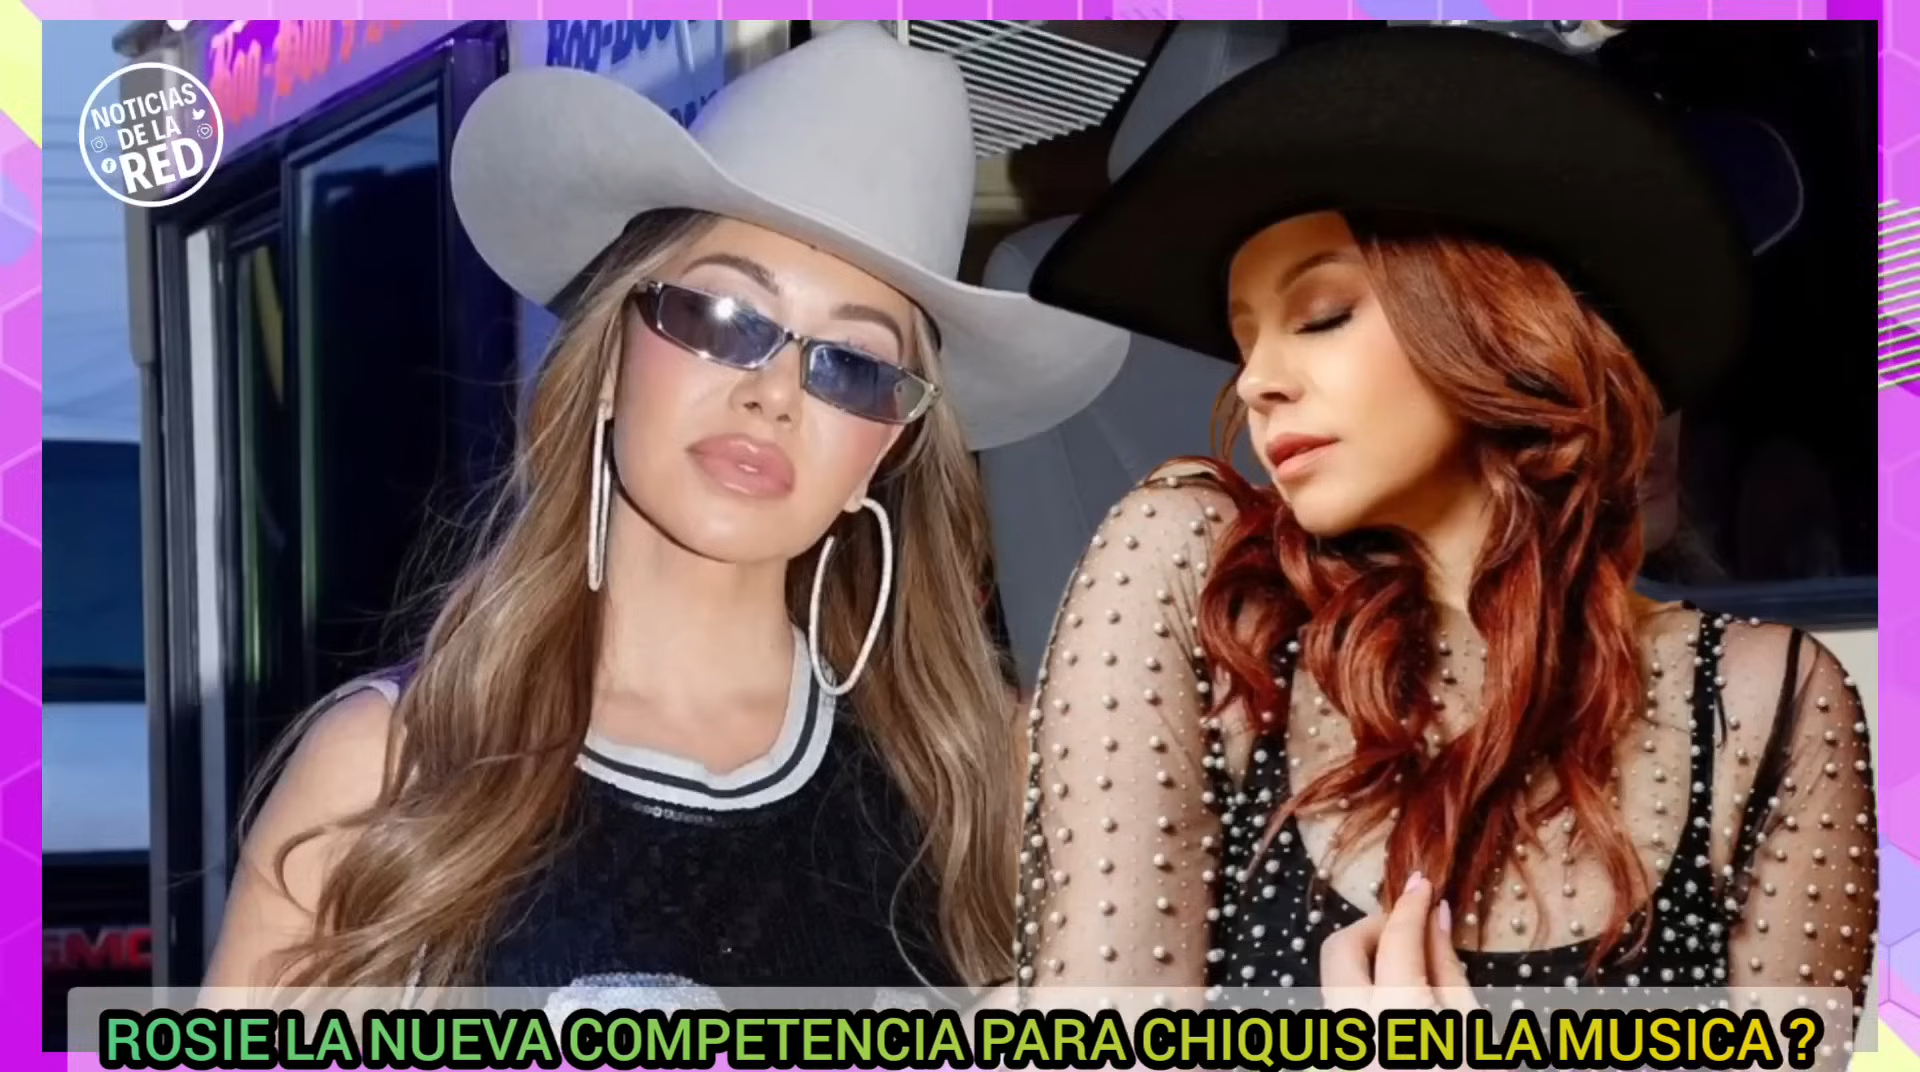 NOTICIAS
DE LA
RED
ROSIE LA NUEVA COMPETENCIA PARA CHIQUIS EN LA MUSICA ?